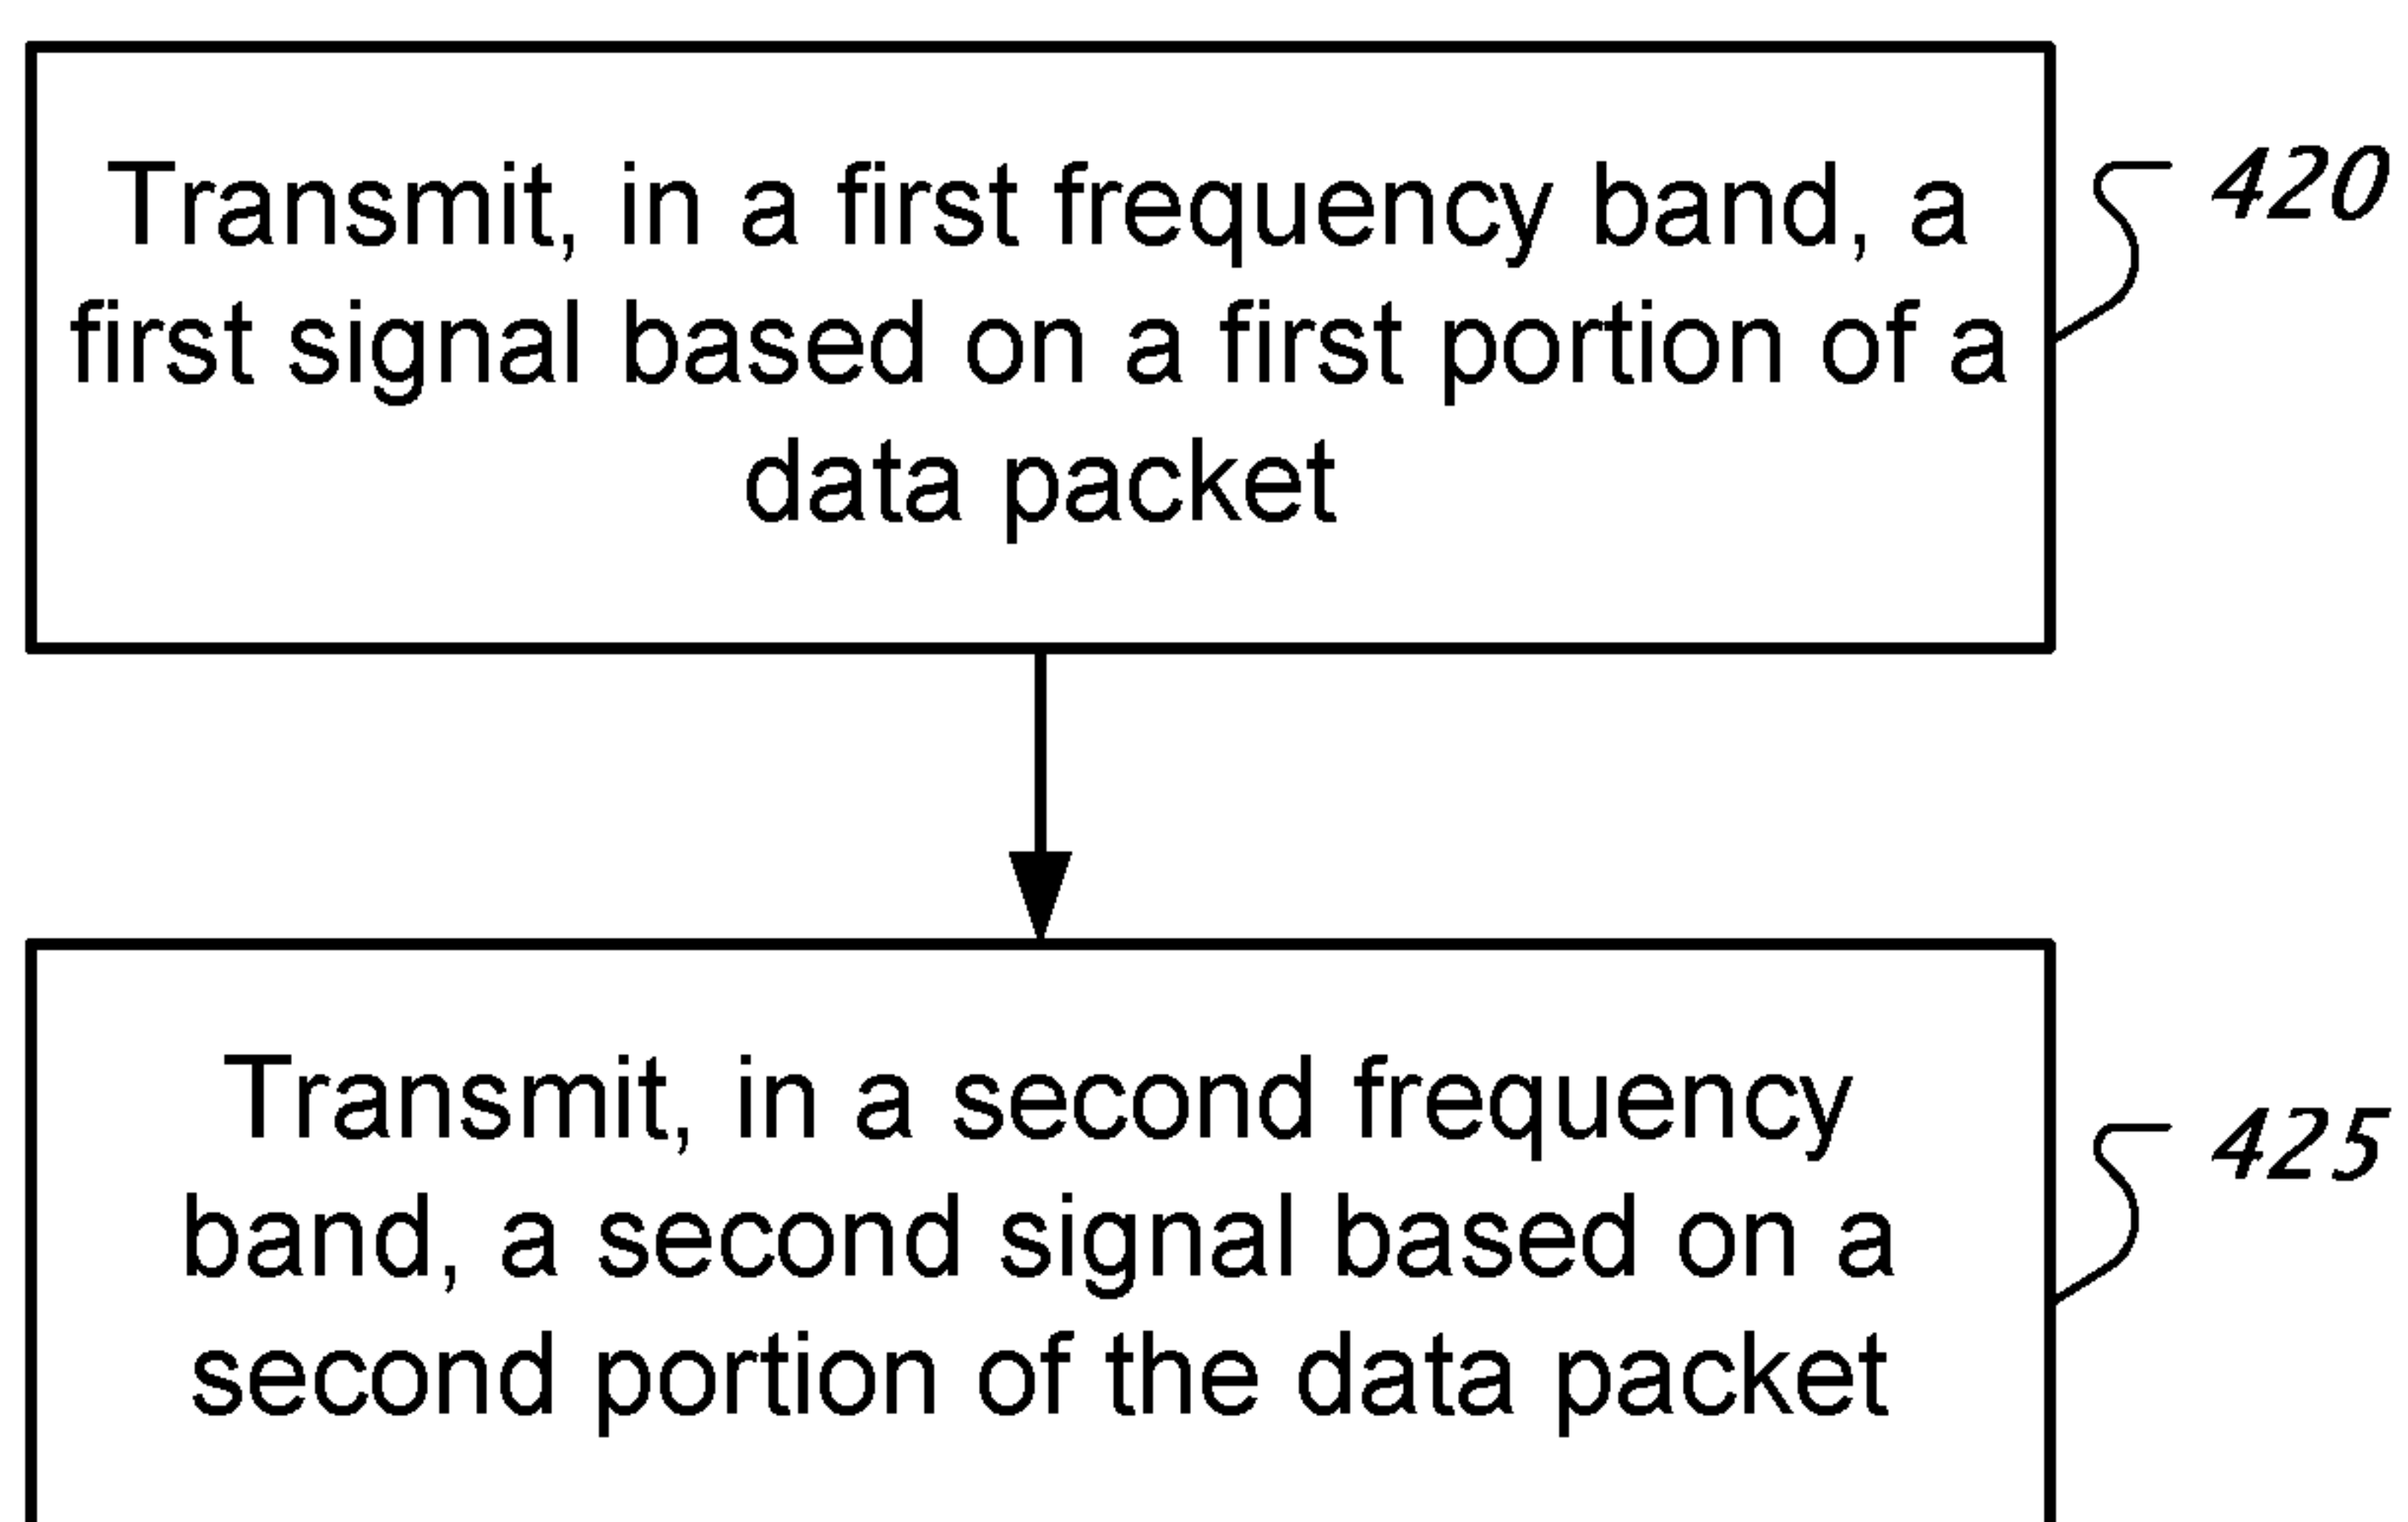 Transmit, in a first frequency band, a
first signal based on a first portion of a
data packet
420
Transmit, in a second frequency
band, a second signal based on a
second portion of the data packet
425